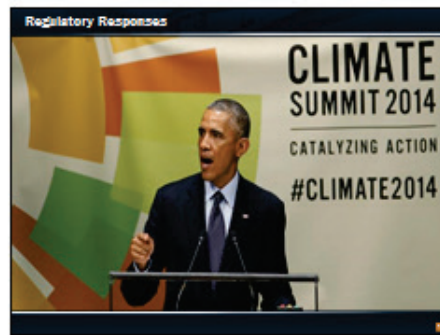 Regulatory Responses
CLIMATE
SUMMIT 2014
CATALYZING ACTION
#CLIMATE2014